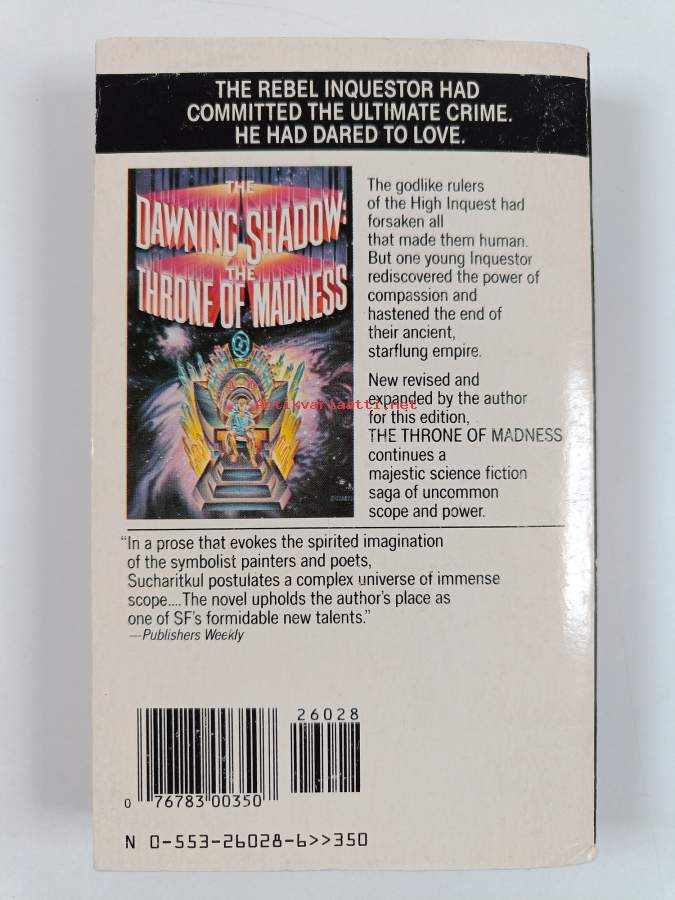 THE REBEL INQUESTOR HAD
COMMITTED THE ULTIMATE CRIME.
HE HAD DARED TO LOVE.
THE
DAWNING SHADOW:
THE
THRONE OF MADNESS
The godlike rulers
of the High Inquest had
forsaken all
that made them human.
But one young Inquestor
rediscovered the power of
compassion and
hastened the end of
their ancient,
starflung empire.
New revised and
expanded by the author
for this edition,
THE THRONE OF MADNESS
continues a
majestic science fiction
saga of uncommon
scope and power.
Antikvariaatti.net
"In a prose that evokes the spirited imagination
of the symbolist painters and poets,
Sucharitkul postulates a complex universe of immense
scope....The novel upholds the author's place as
one of SF's formidable new talents."
—Publishers Weekly
26028
0 76783 00350
N 0-553-26028-6>>350